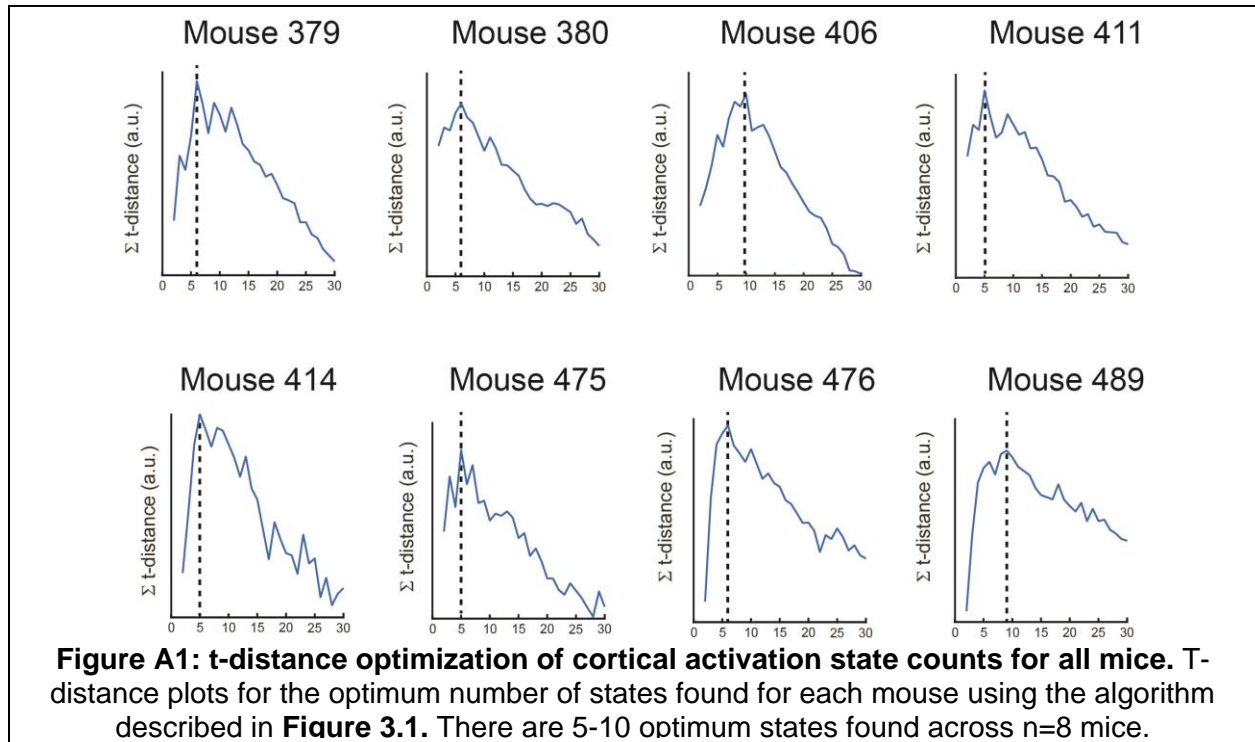 Mouse 379 Mouse 380 Mouse 406 Mouse 411
Σ t-distance (a.u.) Σ t-distance (a.u.) Σ t-distance (a.u.) Σ t-distance (a.u.)
0 5 10 15 20 25 30 0 5 10 15 20 25 30 0 5 10 15 20 25 30 0 5 10 15 20 25 30
Mouse 414 Mouse 475 Mouse 476 Mouse 489
Σ t-distance (a.u.) Σ t-distance (a.u.) Σ t-distance (a.u.) Σ t-distance (a.u.)
0 5 10 15 20 25 30 0 5 10 15 20 25 30 0 5 10 15 20 25 30 0 5 10 15 20 25 30
Figure A1: t-distance optimization of cortical activation state counts for all mice. T-
distance plots for the optimum number of states found for each mouse using the algorithm
described in Figure 3.1. There are 5-10 optimum states found across n=8 mice.